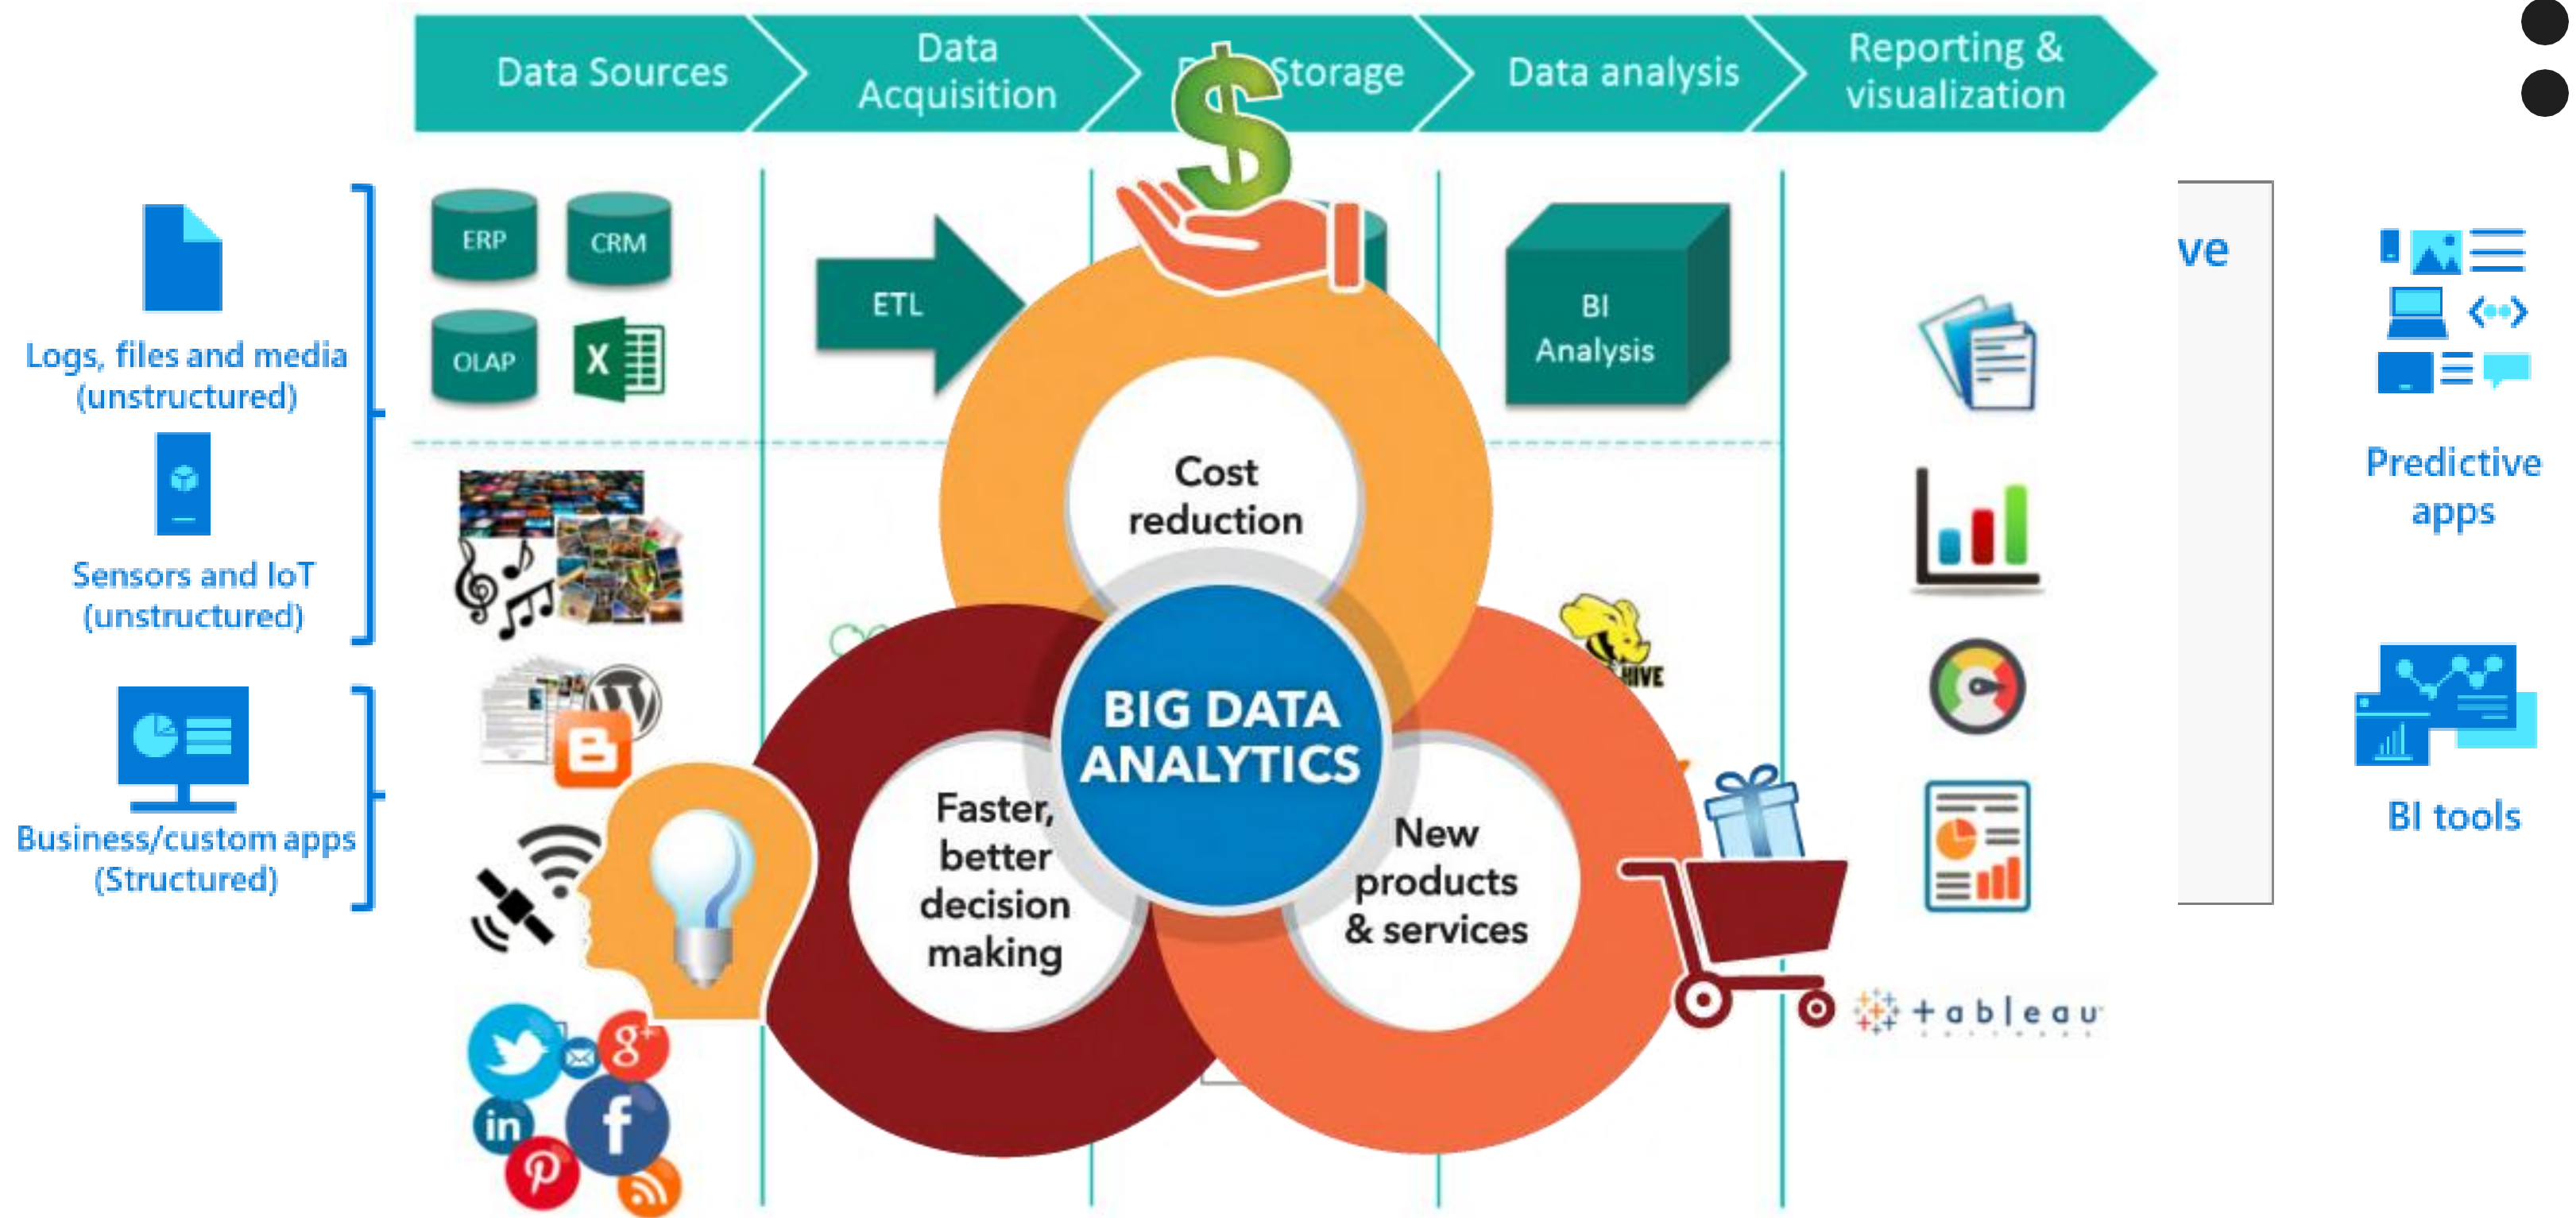 Data Sources
Data
Acquisition
Storage
Data analysis
Reporting &
visualization
Logs, files and media
(unstructured)
Sensors and IoT
(unstructured)
Business/custom apps
(Structured)
ERP
CRM
OLAP
X
ETL
BI
Analysis
ve
Predictive
apps
BI tools
Cost
reduction
BIG DATA
ANALYTICS
Faster,
better
decision
making
New
products
& services
HIVE
g+
in
f
+ableau